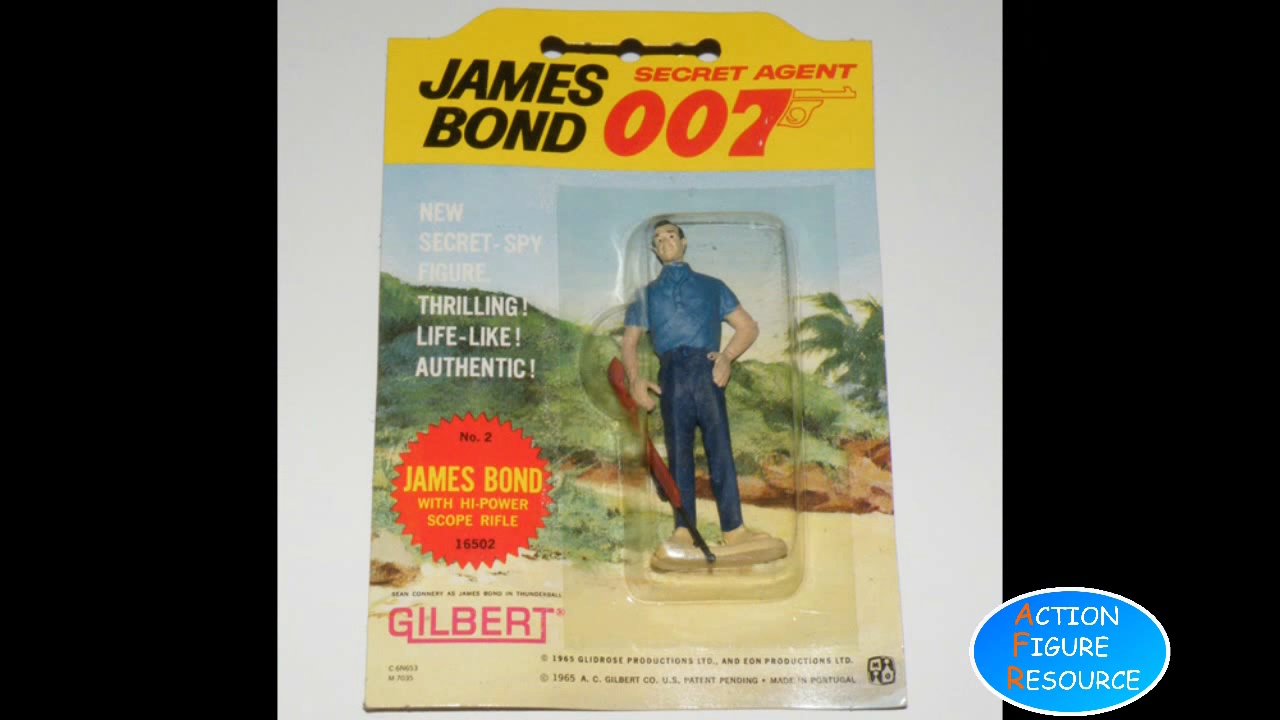 JAMES BOND
SECRET AGENT
007
NEW
SECRET-SPY
FIGURE
THRILLING!
LIFE-LIKE!
AUTHENTIC!
No. 2
JAMES BOND
WITH HI-POWER
SCOPE RIFLE
16502
SEAN CONNERY AS JAMES BOND IN THUNDERBALL
GILBERT®
© 1965 GLIDROSE PRODUCTIONS LTD., AND EON PRODUCTIONS LTD.
© 1965 A. C. GILBERT CO. U.S. PATENT PENDING • MADE IN PORTUGAL
C-6N653
M 7035
ACTION
FIGURE
RESOURCE